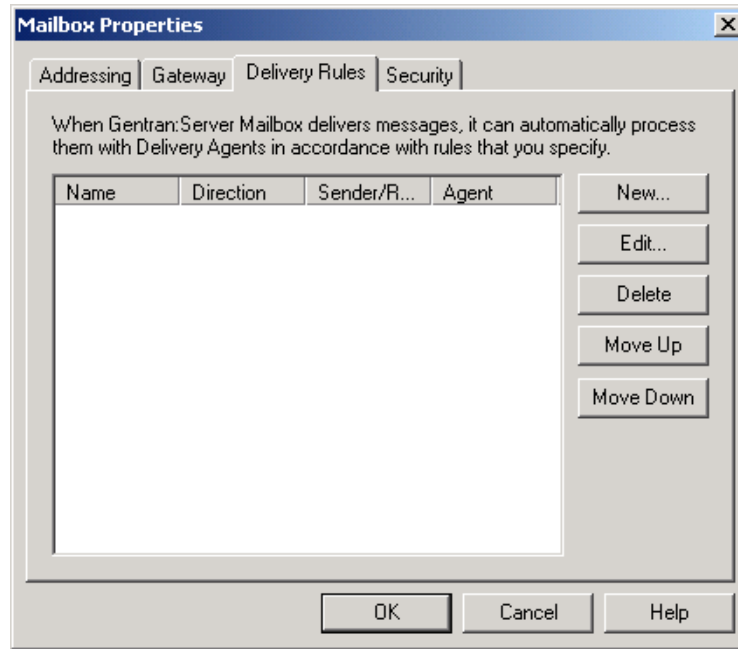 Mailbox Properties
Addressing Gateway Delivery Rules Security
When Gentran:Server Mailbox delivers messages, it can automatically process
them with Delivery Agents in accordance with rules that you specify.
Name Direction Sender/R... Agent
New...
Edit...
Delete
Move Up
Move Down
OK Cancel Help